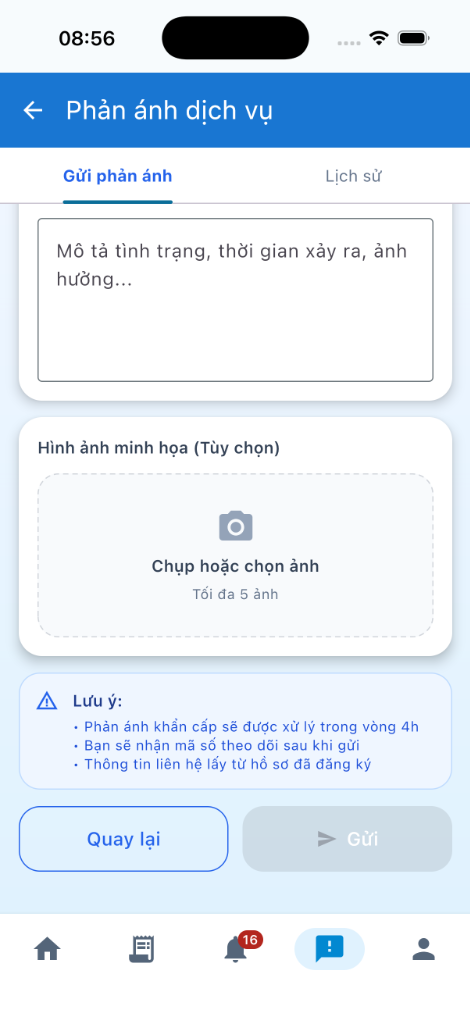 08:56
Phản ánh dịch vụ
Gửi phản ánh
Lịch sử
Mô tả tình trạng, thời gian xảy ra, ảnh
hưởng...
Hình ảnh minh họa (Tùy chọn)
Chụp hoặc chọn ảnh
Tối đa 5 ảnh
Lưu ý:
• Phản ánh khẩn cấp sẽ được xử lý trong vòng 4h
• Bạn sẽ nhận mã số theo dõi sau khi gửi
• Thông tin liên hệ lấy từ hồ sơ đã đăng ký
Quay lại
Gửi
16